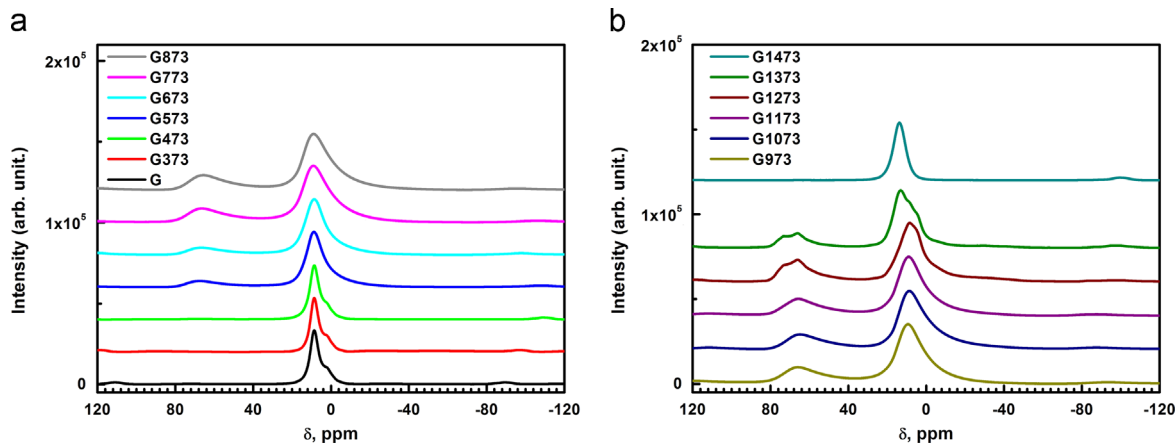 a
2x10⁵
1x10⁵
0
Intensity (arb. unit.)
G873
G773
G673
G573
G473
G373
G
120 80 40 0 -40 -80 -120
δ, ppm
b
2x10⁵
1x10⁵
0
Intensity (arb. unit.)
G1473
G1373
G1273
G1173
G1073
G973
120 80 40 0 -40 -80 -120
δ, ppm